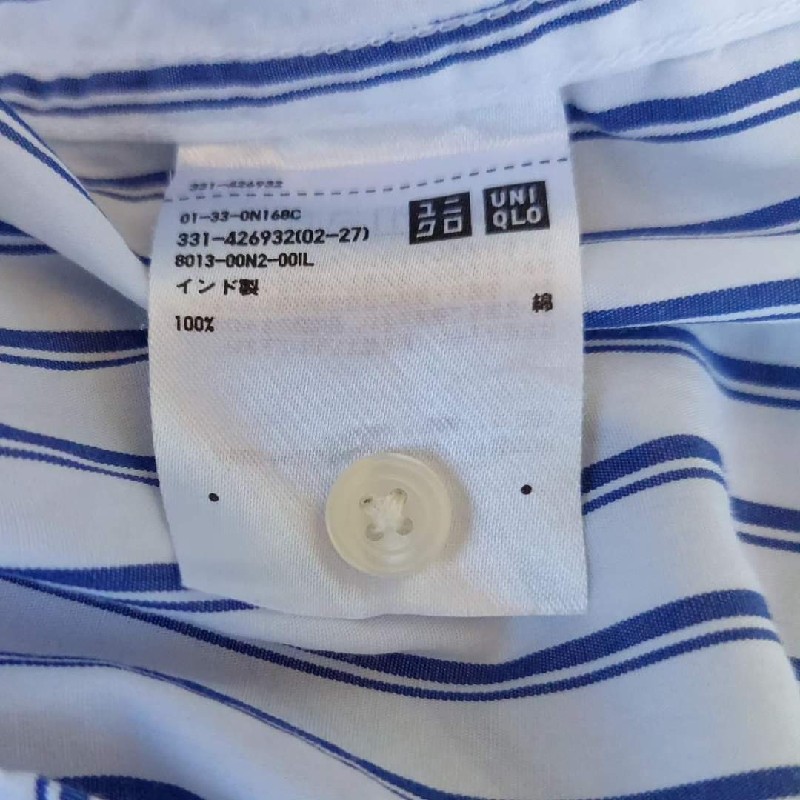 331-426932
01-33-0N168C
331-426932(02-27)
8013-00N2-00IL
インド製
100% 綿
ユニ
クロ
UNI
QLO